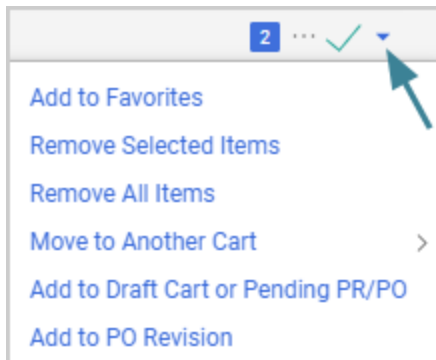 2 ...
Add to Favorites
Remove Selected Items
Remove All Items
Move to Another Cart
Add to Draft Cart or Pending PR/PO
Add to PO Revision